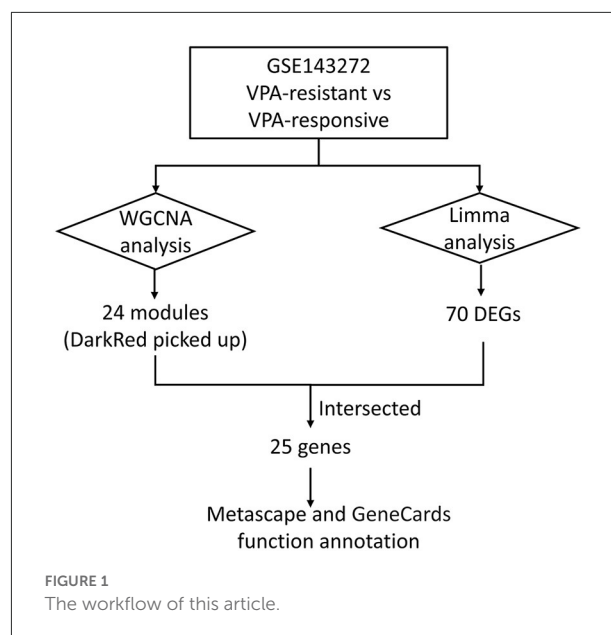 GSE143272
VPA-resistant vs
VPA-responsive
WGCNA
analysis
Limma
analysis
24 modules
(DarkRed picked up)
70 DEGs
Intersected
25 genes
Metascape and GeneCards
function annotation
FIGURE 1
The workflow of this article.